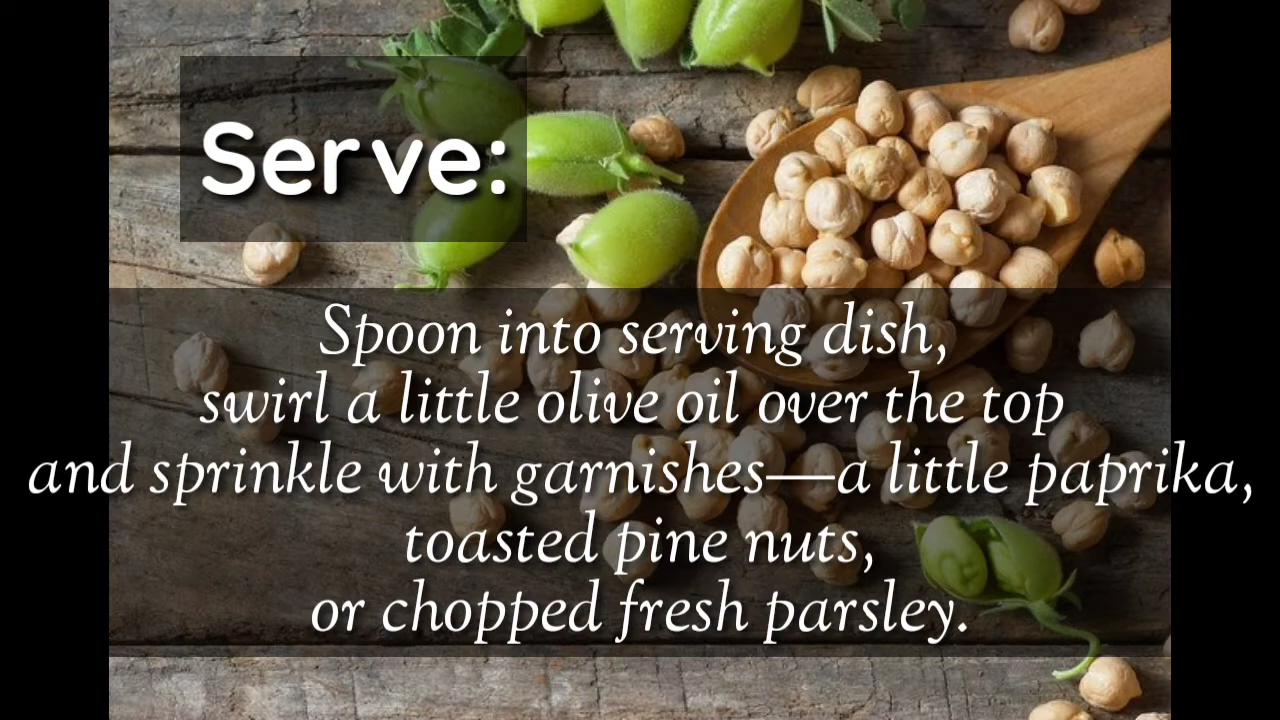 Serve:
Spoon into serving dish,
swirl a little olive oil over the top
and sprinkle with garnishes—a little paprika,
toasted pine nuts,
or chopped fresh parsley.